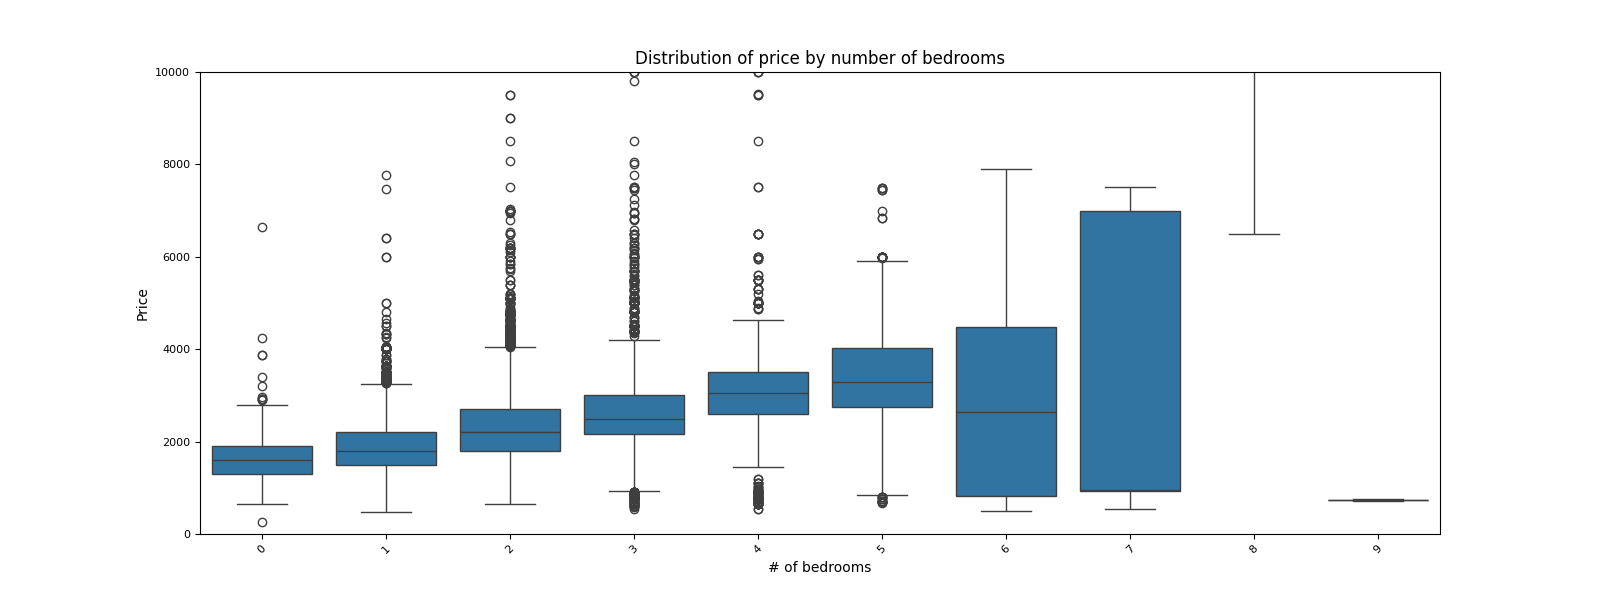 Distribution of price by number of bedrooms
10000
8000
6000
4000
2000
0
Price
0 1 2 3 4 5 6 7 8 9
# of bedrooms